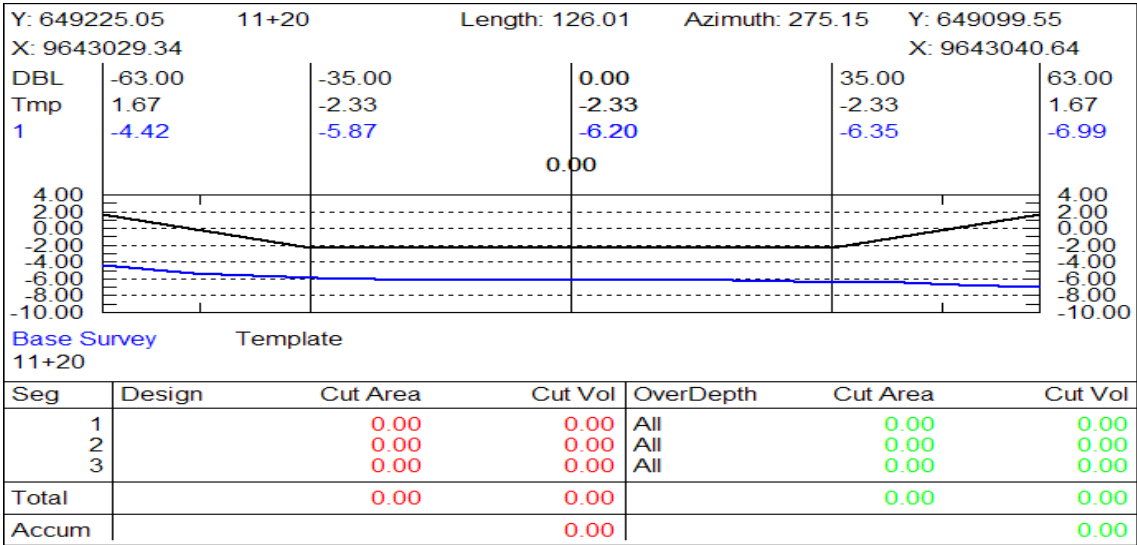 Y: 649225.05 11+20 Length: 126.01 Azimuth: 275.15 Y: 649099.55
X: 9643029.34 X: 9643040.64
DBL -63.00 -35.00 0.00 35.00 63.00
Tmp 1.67 -2.33 -2.33 -2.33 1.67
1 -4.42 -5.87 -6.20 -6.35 -6.99
0.00
4.00 4.00
2.00 2.00
0.00 0.00
-2.00 -2.00
-4.00 -4.00
-6.00 -6.00
-8.00 -8.00
-10.00 -10.00
Base Survey Template
11+20
Seg Design Cut Area Cut Vol OverDepth Cut Area Cut Vol
1 0.00 0.00 All 0.00 0.00
2 0.00 0.00 All 0.00 0.00
3 0.00 0.00 All 0.00 0.00
Total 0.00 0.00 0.00 0.00
Accum 0.00 0.00